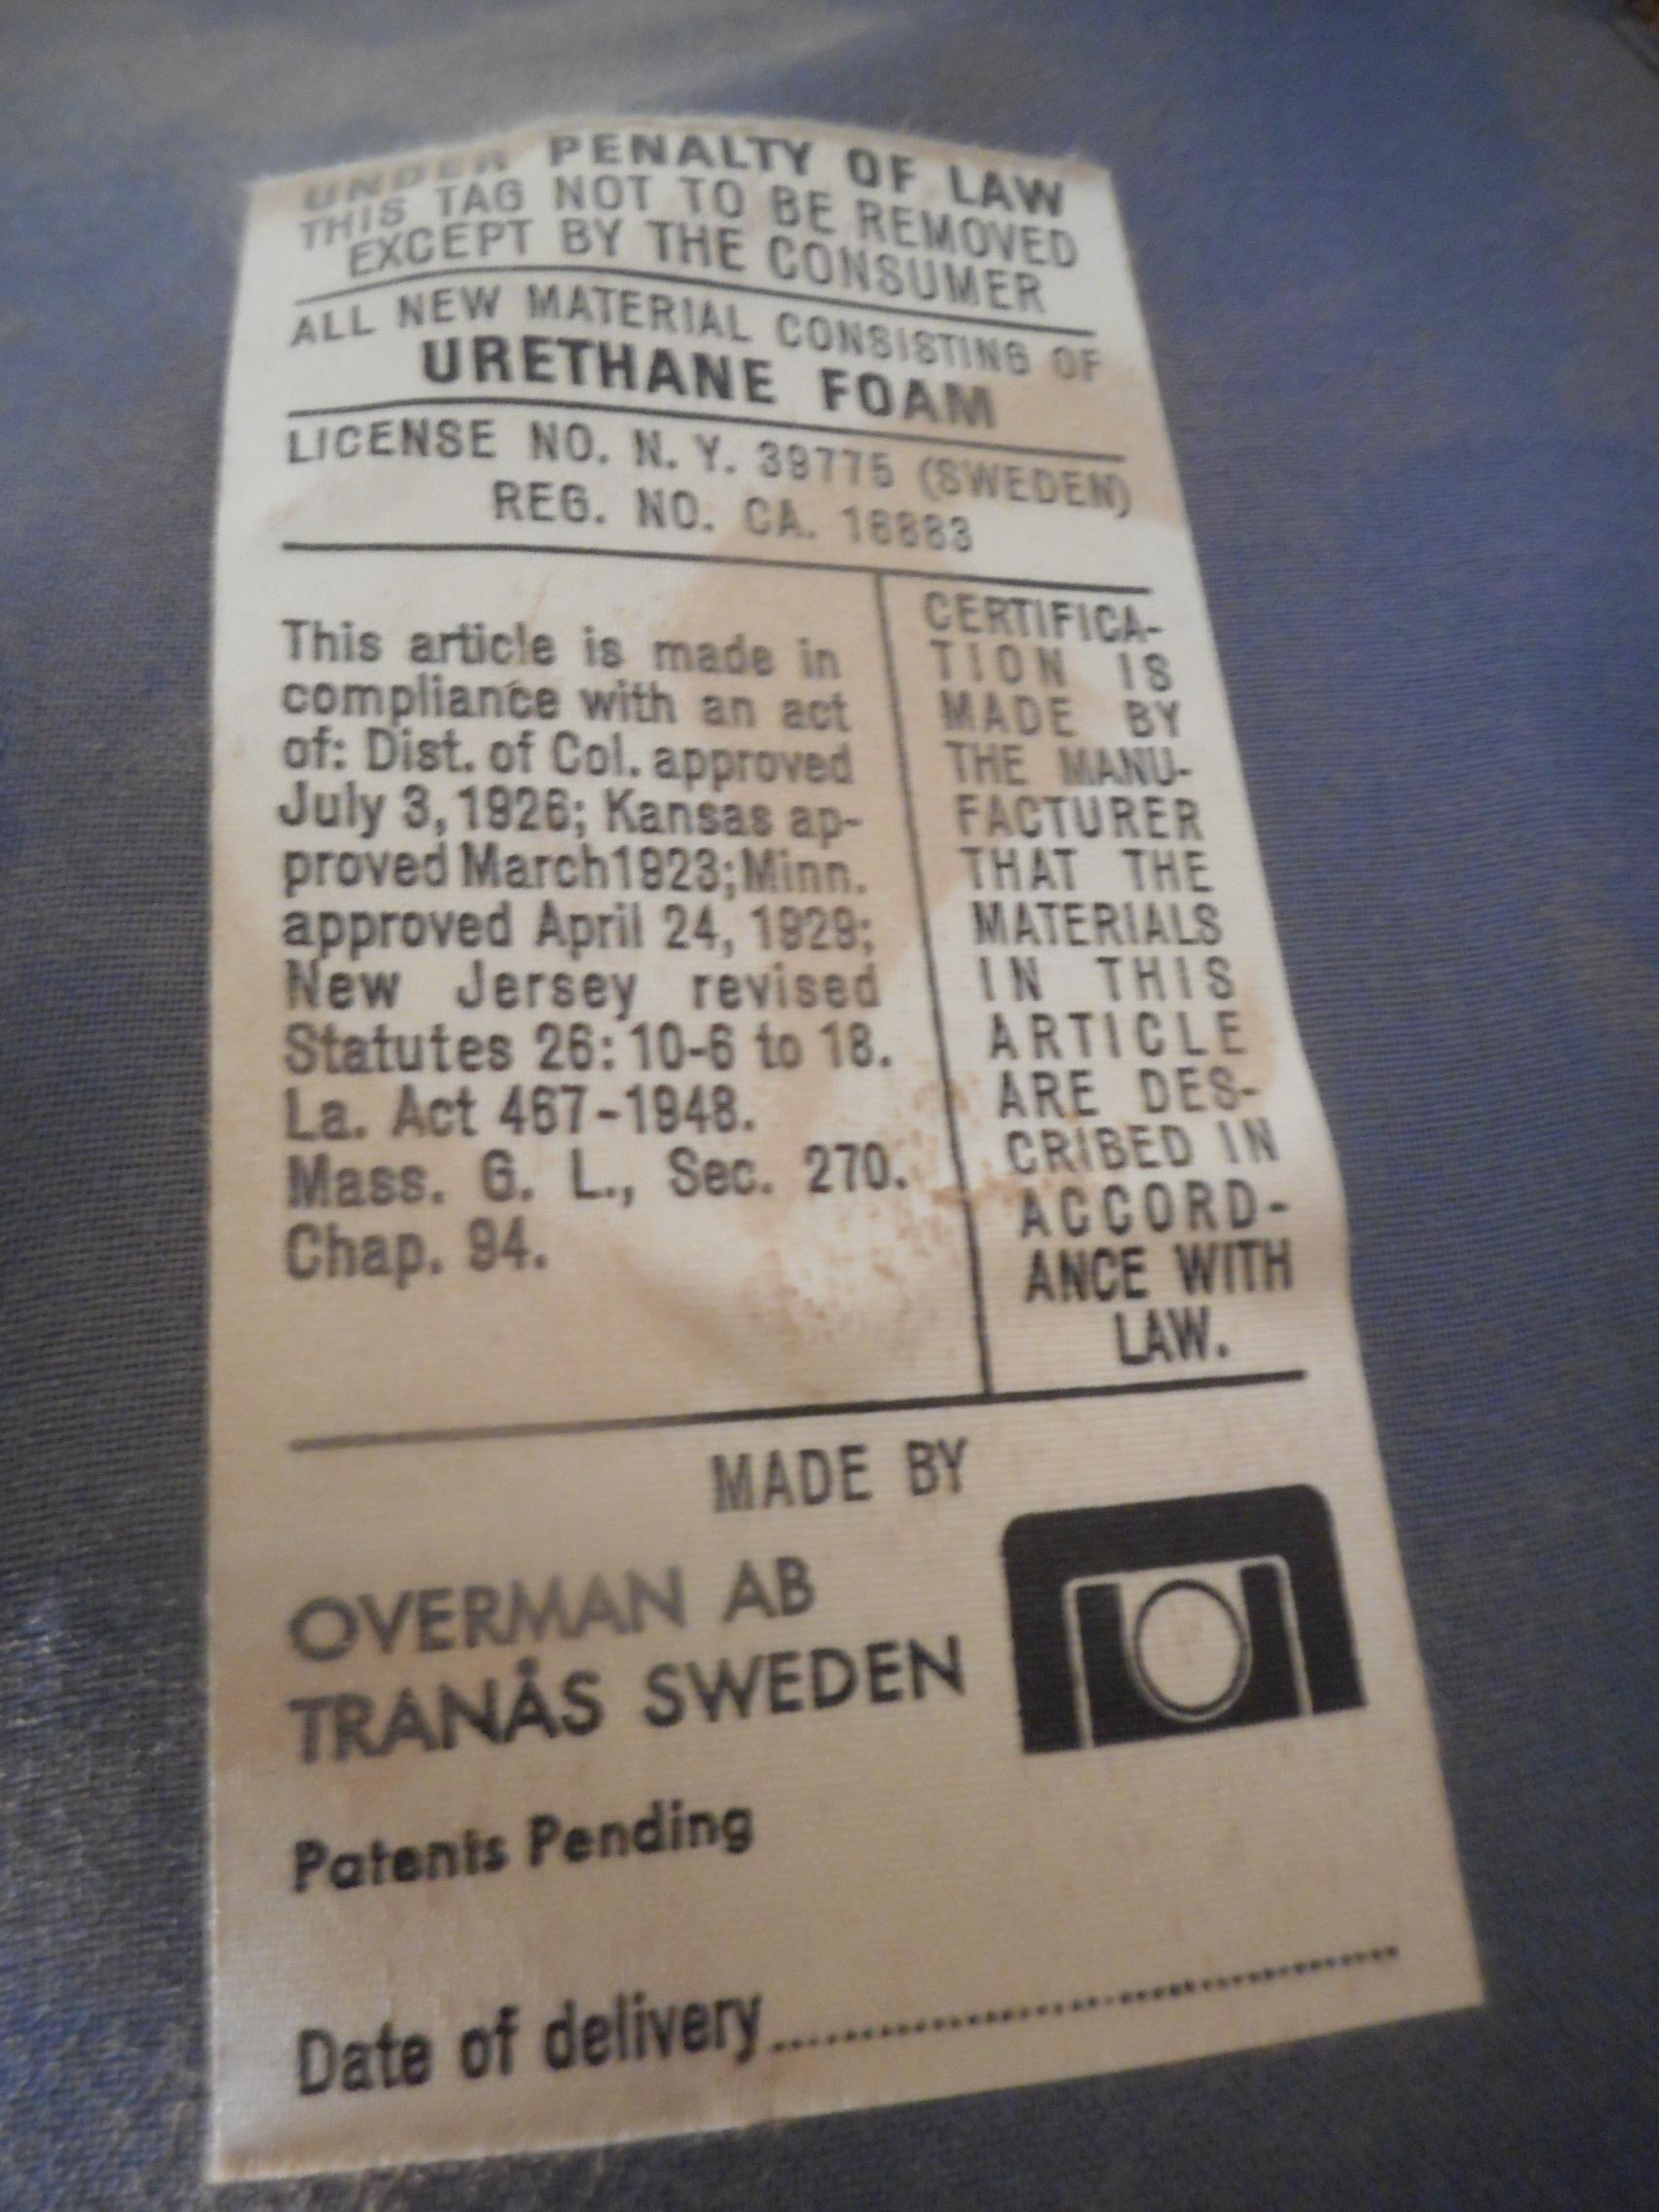 UNDER PENALTY OF LAW
THIS TAG NOT TO BE REMOVED
EXCEPT BY THE CONSUMER
ALL NEW MATERIAL CONSISTING OF
URETHANE FOAM
LICENSE NO. N. Y. 39775 (SWEDEN)
REG. NO. CA. 16883
This article is made in
compliance with an act
of: Dist. of Col. approved
July 3, 1926; Kansas ap-
proved March 1923; Minn.
approved April 24, 1929;
New Jersey revised
Statutes 26: 10-6 to 18.
La. Act 467-1948.
Mass. G. L., Sec. 270.
Chap. 94.
CERTIFICA-
TION IS
MADE BY
THE MANU-
FACTURER
THAT THE
MATERIALS
IN THIS
ARTICLE
ARE DES-
CRIBED IN
ACCORD-
ANCE WITH
LAW.
MADE BY
OVERMAN AB
TRANÅS SWEDEN
Patents Pending
Date of delivery